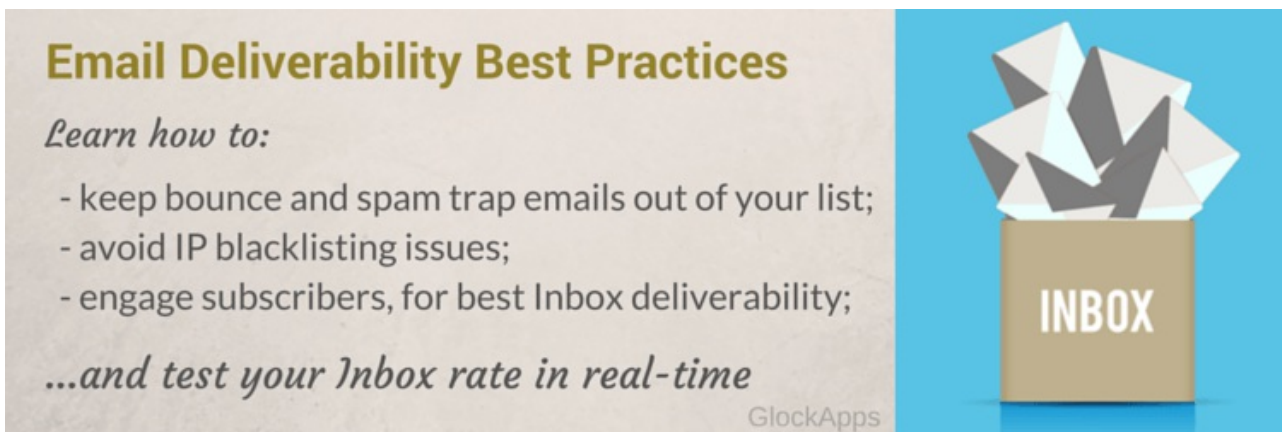 Email Deliverability Best Practices
Learn how to:
- keep bounce and spam trap emails out of your list;
- avoid IP blacklisting issues;
- engage subscribers, for best Inbox deliverability;
...and test your Inbox rate in real-time
GlockApps
INBOX